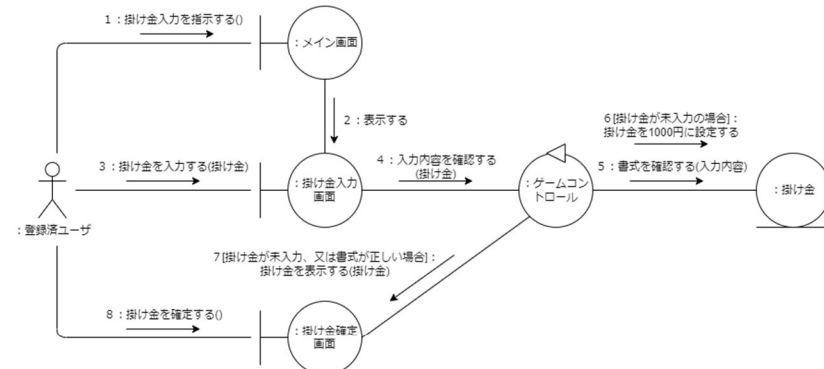 1：掛け金入力を指示する()
：メイン画面
2：表示する
6 [掛け金が未入力の場合]：
掛け金を1000円に設定する
3：掛け金を入力する(掛け金)
：掛け金入力
画面
4：入力内容を確認する
(掛け金)
：ゲームコン
トロール
5：書式を確認する(入力内容)
：掛け金
：登録済ユーザ
7 [掛け金が未入力、又は書式が正しい場合]：
掛け金を表示する(掛け金)
8：掛け金を確定する()
：掛け金確定
画面